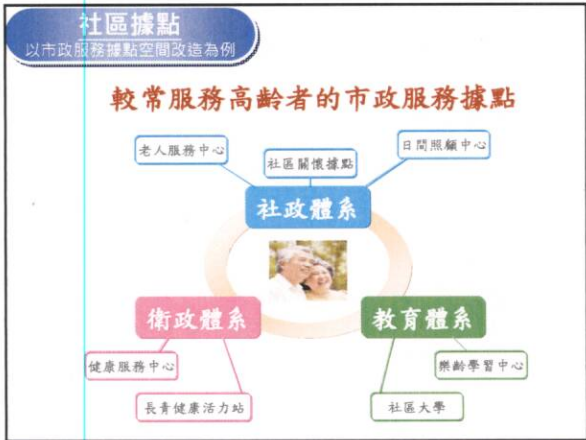 社區據點
以市政服務據點空間改造為例
較常服務高齡者的市政服務據點
老人服務中心
社區關懷據點
日間照顧中心
社政體系
衛政體系
教育體系
健康服務中心
樂齡學習中心
長青健康活力站
社區大學